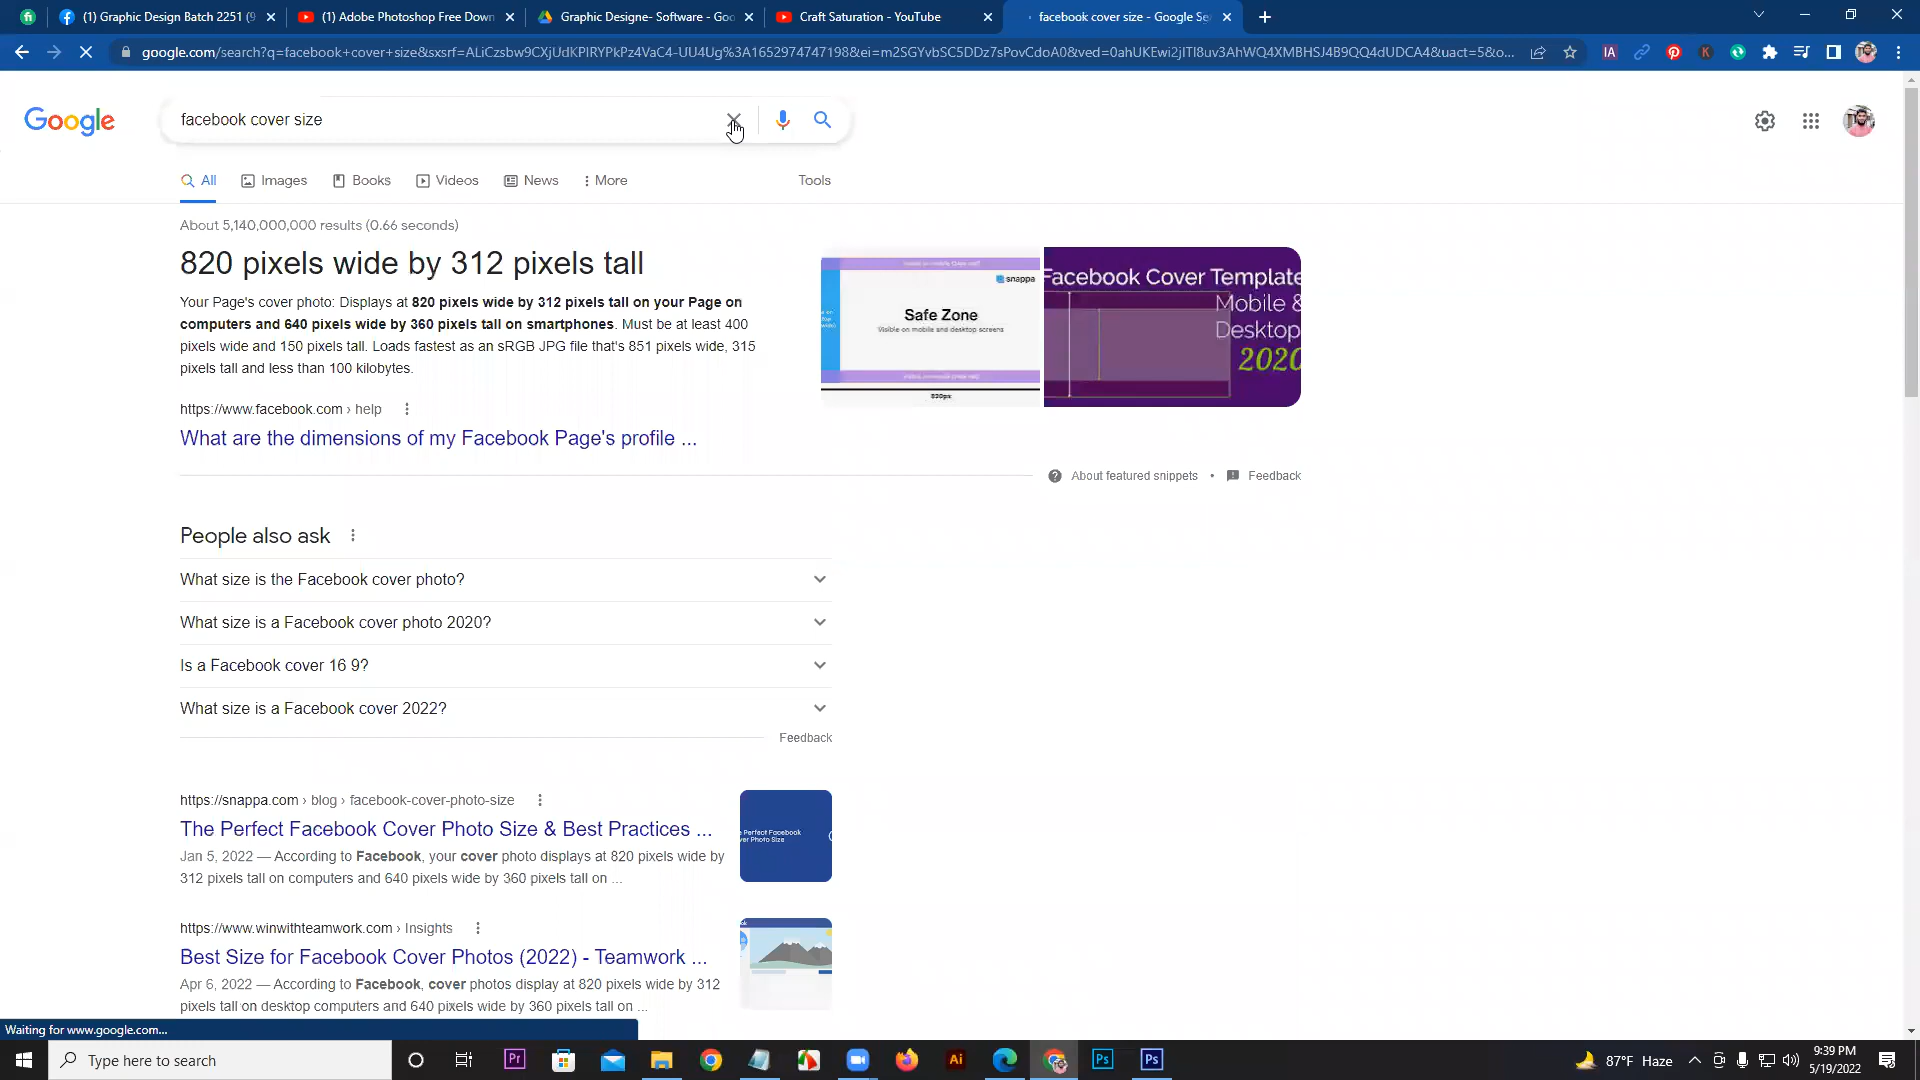 (1) Graphic Design Batch 2251 (9
(1) Adobe Photoshop Free Down
Graphic Designe- Software - Goo
Craft Saturation - YouTube
facebook cover size - Google Se
google.com/search?q=facebook+cover+size&sxsrf=ALiCzsbw9CXjUdKPIRYPkPz4VaC4-UU4Ug%3A1652974747198&ei=m2SGYvbSC5DDz7sPovCdoA0&ved=0ahUKEwi2jITI8uv3AhWQ4XMBHSJ4B9QQ4dUDCA4&uact=5&o...
Google
facebook cover size
All
Images
Books
Videos
News
More
Tools
About 5,140,000,000 results (0.66 seconds)
820 pixels wide by 312 pixels tall
Your Page's cover photo: Displays at 820 pixels wide by 312 pixels tall on your Page on
computers and 640 pixels wide by 360 pixels tall on smartphones. Must be at least 400
pixels wide and 150 pixels tall. Loads fastest as an sRGB JPG file that's 851 pixels wide, 315
pixels tall and less than 100 kilobytes.
snappa
Safe Zone
Visible on mobile and desktop screens
820px
Facebook Cover Template
Mobile &
Desktop
2020
https://www.facebook.com › help
What are the dimensions of my Facebook Page's profile ...
About featured snippets • Feedback
People also ask
What size is the Facebook cover photo?
What size is a Facebook cover photo 2020?
Is a Facebook cover 16 9?
What size is a Facebook cover 2022?
Feedback
https://snappa.com › blog › facebook-cover-photo-size
The Perfect Facebook Cover Photo Size & Best Practices ...
Jan 5, 2022 — According to Facebook, your cover photo displays at 820 pixels wide by
312 pixels tall on computers and 640 pixels wide by 360 pixels tall on ...
Perfect Facebook
ver Photo Size
https://www.winwithteamwork.com › Insights
Best Size for Facebook Cover Photos (2022) - Teamwork ...
Apr 6, 2022 — According to Facebook, cover photos display at 820 pixels wide by 312
pixels tall on desktop computers and 640 pixels wide by 360 pixels tall on ...
Waiting for www.google.com...
Type here to search
Pr
Ai
Ps
Ps
87°F Haze
9:39 PM
5/19/2022